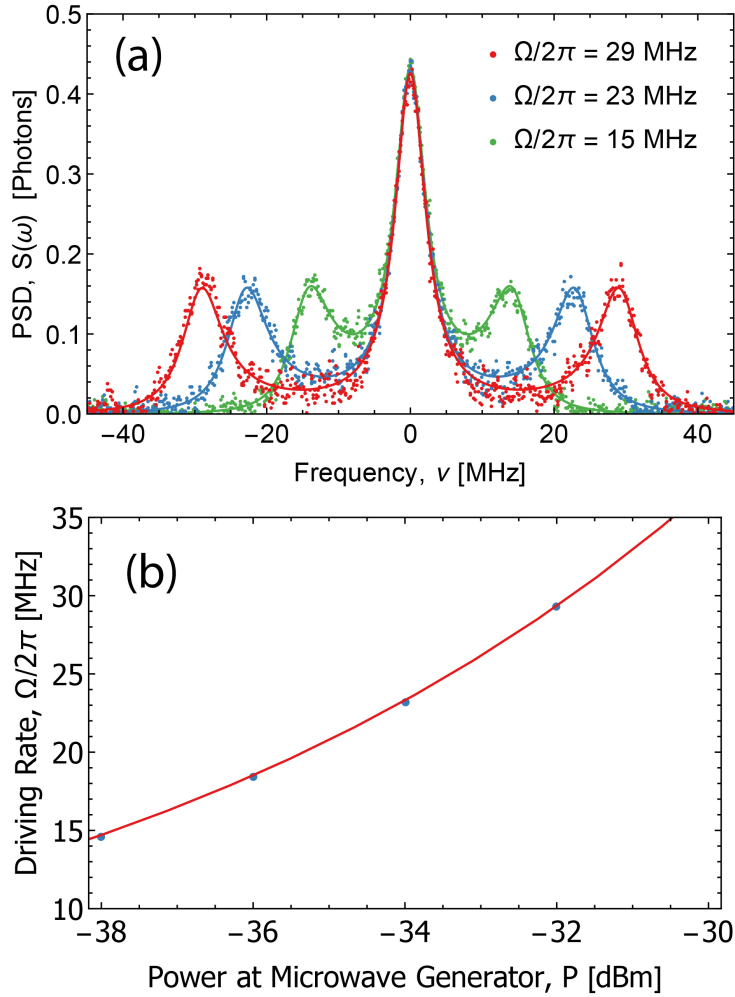 (a)
Ω/2π = 29 MHz
Ω/2π = 23 MHz
Ω/2π = 15 MHz
PSD, S(ω) [Photons]
0.5
0.4
0.3
0.2
0.1
0.0
−40 −20 0 20 40
Frequency, ν [MHz]
(b)
Driving Rate, Ω/2π [MHz]
35
30
25
20
15
10
−38 −36 −34 −32 −30
Power at Microwave Generator, P [dBm]